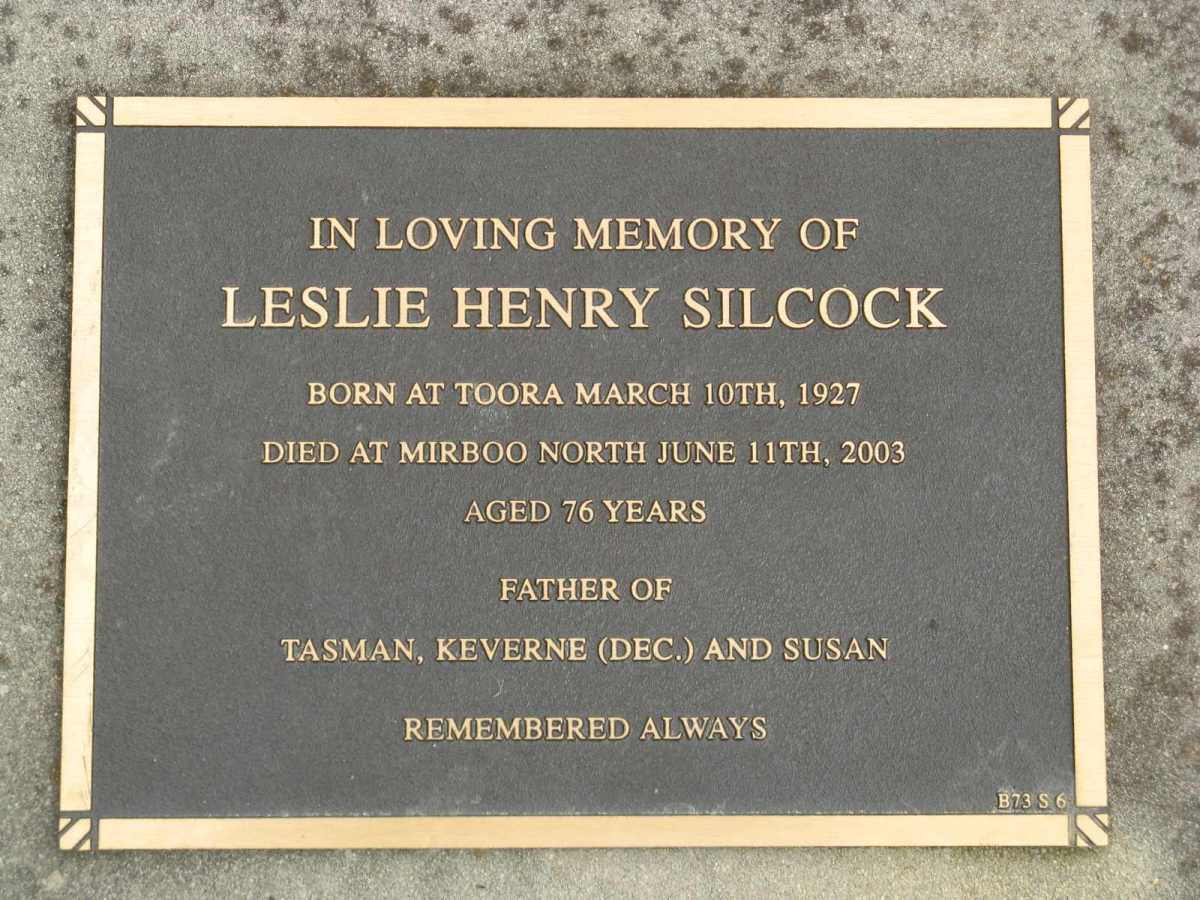 IN LOVING MEMORY OF
LESLIE HENRY SILCOCK
BORN AT TOORA MARCH 10TH, 1927
DIED AT MIRBOO NORTH JUNE 11TH, 2003
AGED 76 YEARS
FATHER OF
TASMAN, KEVERNE (DEC.) AND SUSAN
REMEMBERED ALWAYS
B73 S 6